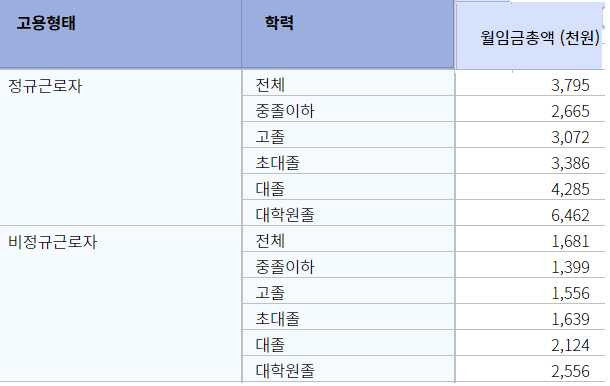 고용형태 학력 월임금총액 (천원)
정규근로자 전체 3,795
중졸이하 2,665
고졸 3,072
초대졸 3,386
대졸 4,285
대학원졸 6,462
비정규근로자 전체 1,681
중졸이하 1,399
고졸 1,556
초대졸 1,639
대졸 2,124
대학원졸 2,556